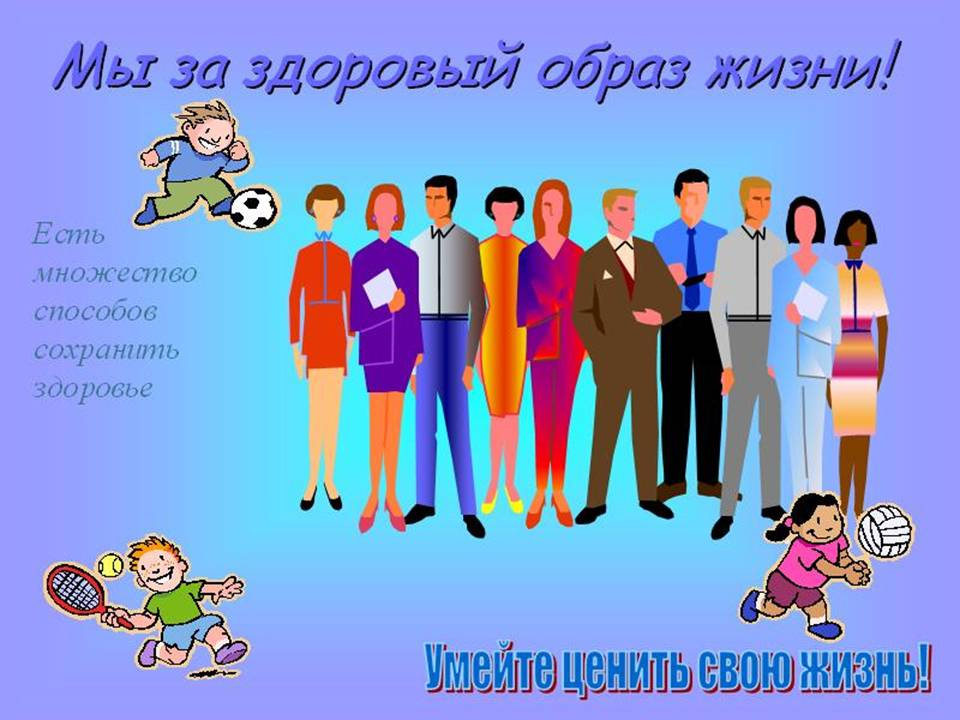 Мы за здоровый образ жизни!
Есть
множество
способов
сохранить
здоровье
Умейте ценить свою жизнь!